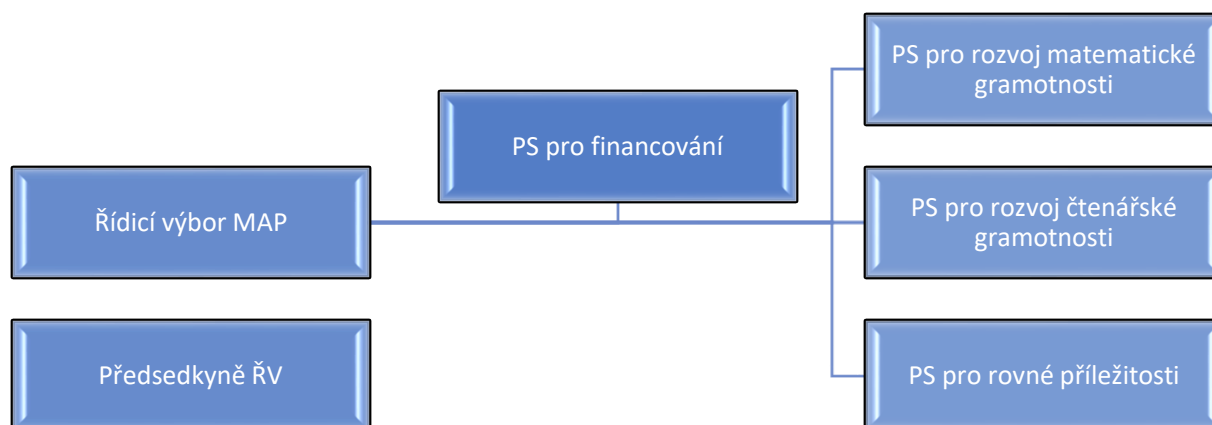 PS pro rozvoj matematické
gramotnosti
PS pro financování
Řídicí výbor MAP
PS pro rozvoj čtenářské
gramotnosti
Předsedkyně ŘV
PS pro rovné příležitosti